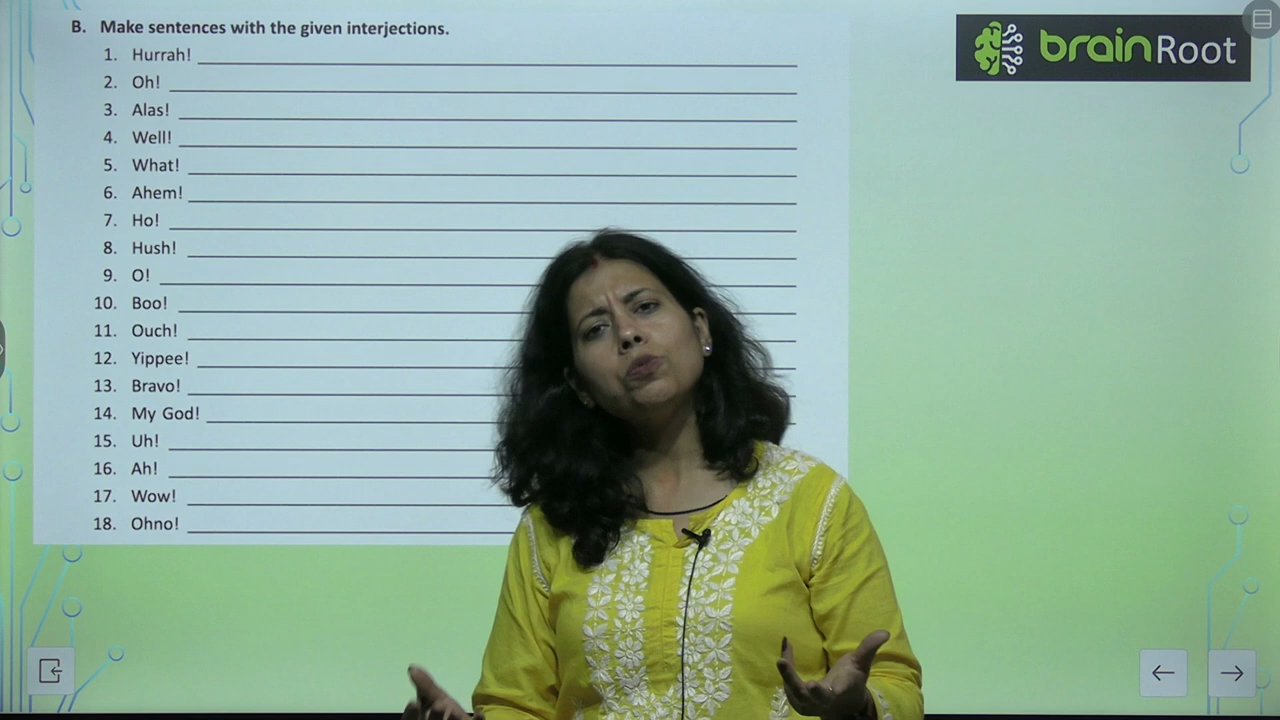 B. Make sentences with the given interjections.
1. Hurrah!
2. Oh!
3. Alas!
4. Well!
5. What!
6. Ahem!
7. Ho!
8. Hush!
9. O!
10. Boo!
11. Ouch!
12. Yippee!
13. Bravo!
14. My God!
15. Uh!
16. Ah!
17. Wow!
18. Ohno!
brainRoot